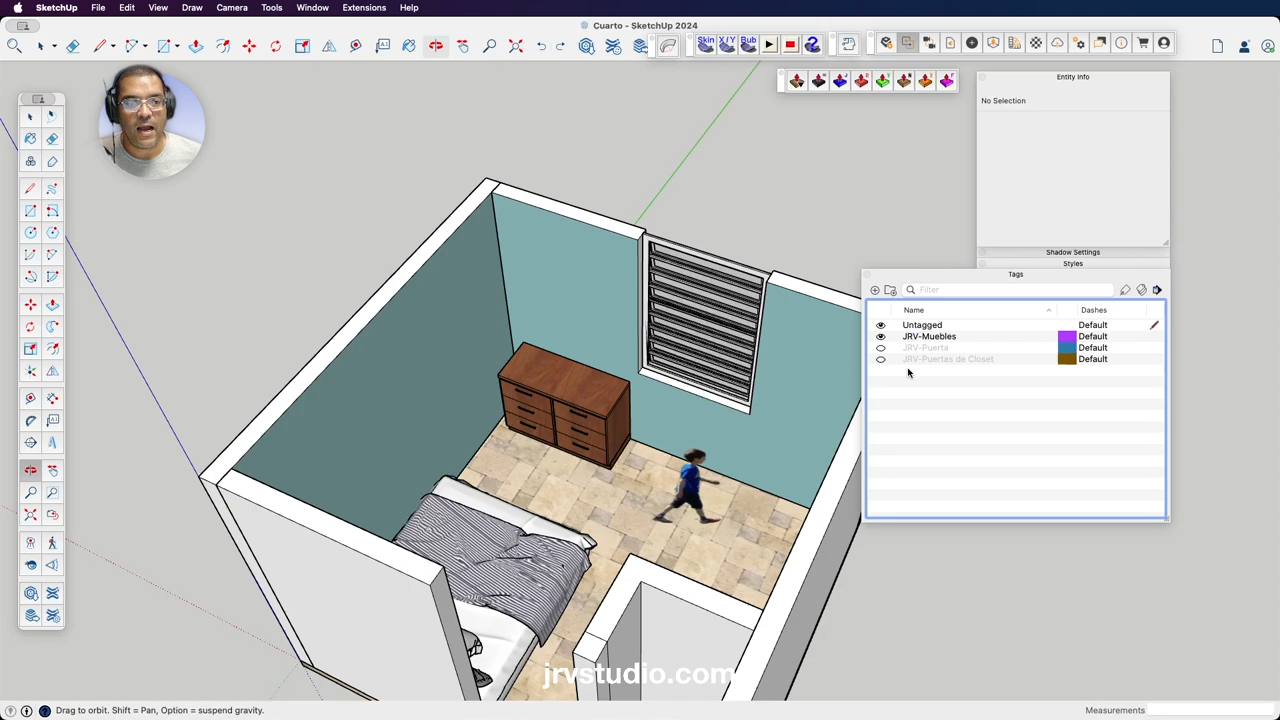 SketchUp File Edit View Draw Camera Tools Window Extensions Help
Cuarto - SketchUp 2024
Skin X/Y Bub
Entity Info
No Selection
Shadow Settings
Styles
Tags
Filter
Name Dashes
Untagged Default
JRV-Muebles Default
JRV-Puerta Default
JRV-Puertas de Closet Default
jrvstudio.com
Drag to orbit. Shift = Pan, Option = suspend gravity.
Measurements